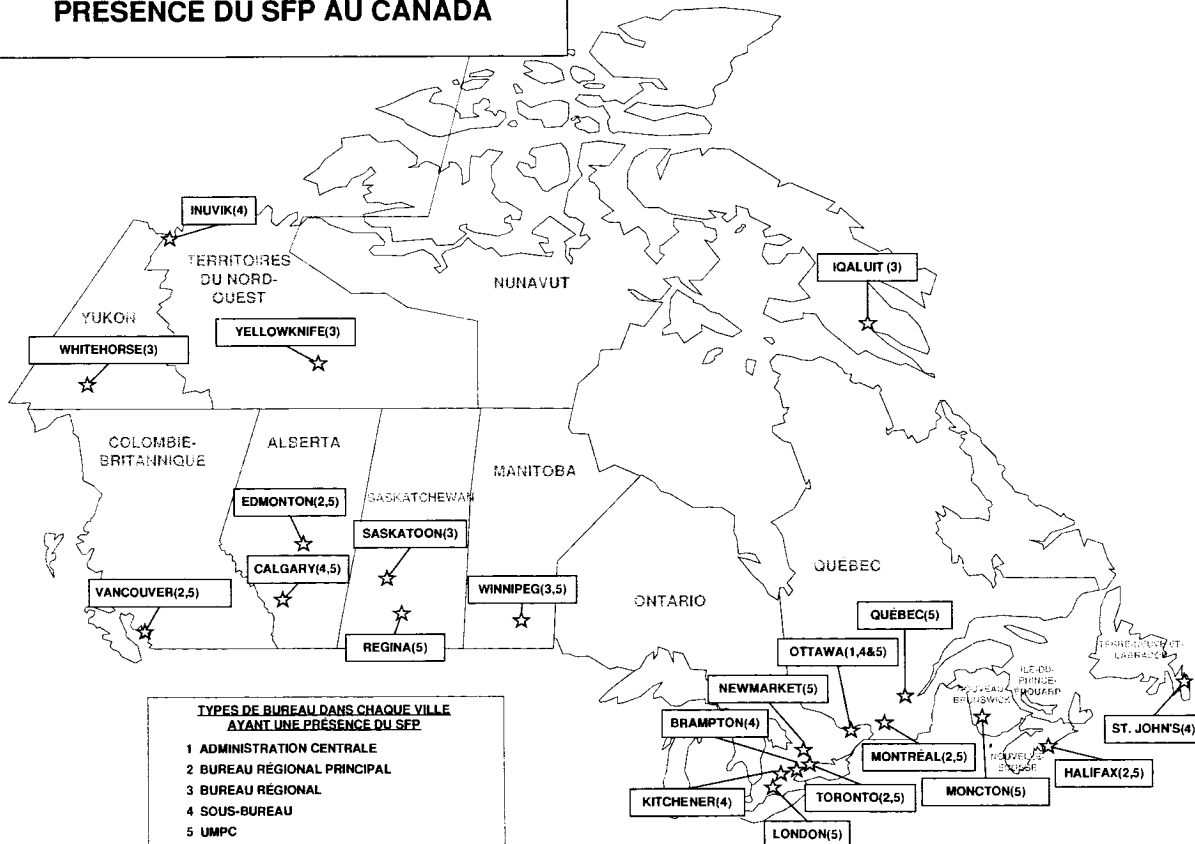 PRÉSENCE DU SFP AU CANADA
INUVIK(4)
TERRITOIRES
DU NORD-
OUEST
NUNAVUT
IQALUIT (3)
YUKON
WHITEHORSE(3)
YELLOWKNIFE(3)
COLOMBIE-
BRITANNIQUE
ALBERTA
MANITOBA
SASKATCHEWAN
EDMONTON(2,5)
SASKATOON(3)
CALGARY(4,5)
VANCOUVER(2,5)
WINNIPEG(3,5)
REGINA(5)
ONTARIO
QUÉBEC
QUÉBEC(5)
OTTAWA(1,4&5)
NEWMARKET(5)
BRAMPTON(4)
KITCHENER(4)
LONDON(5)
TORONTO(2,5)
MONTRÉAL(2,5)
MONCTON(5)
HALIFAX(2,5)
ST. JOHN'S(4)
TERRE-NEUVE-ET-
LABRADOR
ÎLE-DU-
PRINCE-
ÉDOUARD
NOUVEAU-
BRUNSWICK
NOUVELLE-
ÉCOSSE
TYPES DE BUREAU DANS CHAQUE VILLE
AYANT UNE PRÉSENCE DU SFP
1 ADMINISTRATION CENTRALE
2 BUREAU RÉGIONAL PRINCIPAL
3 BUREAU RÉGIONAL
4 SOUS-BUREAU
5 UMPC